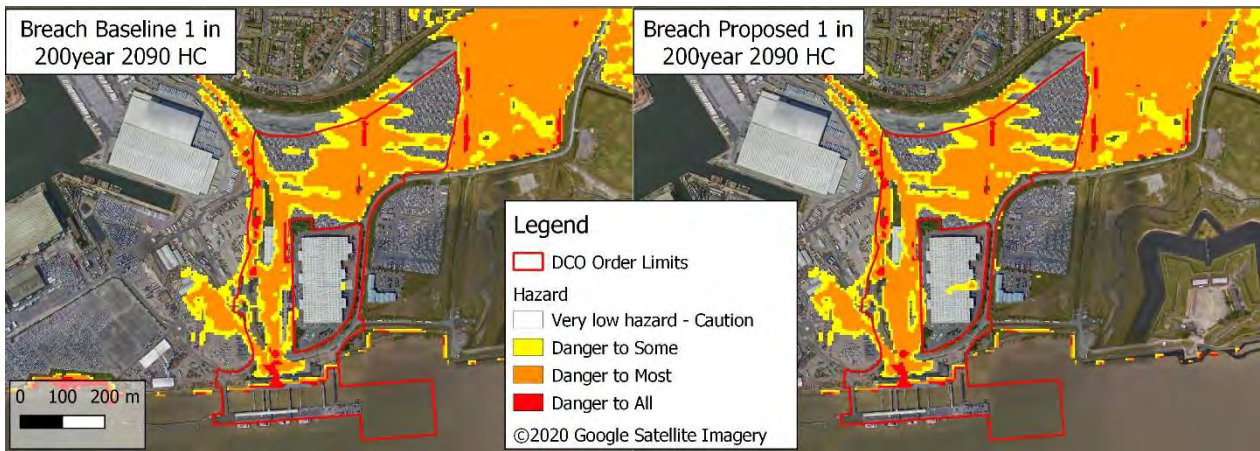 Breach Baseline 1 in
200year 2090 HC
Breach Proposed 1 in
200year 2090 HC
Legend
DCO Order Limits
Hazard
Very low hazard - Caution
Danger to Some
Danger to Most
Danger to All
©2020 Google Satellite Imagery
0 100 200 m